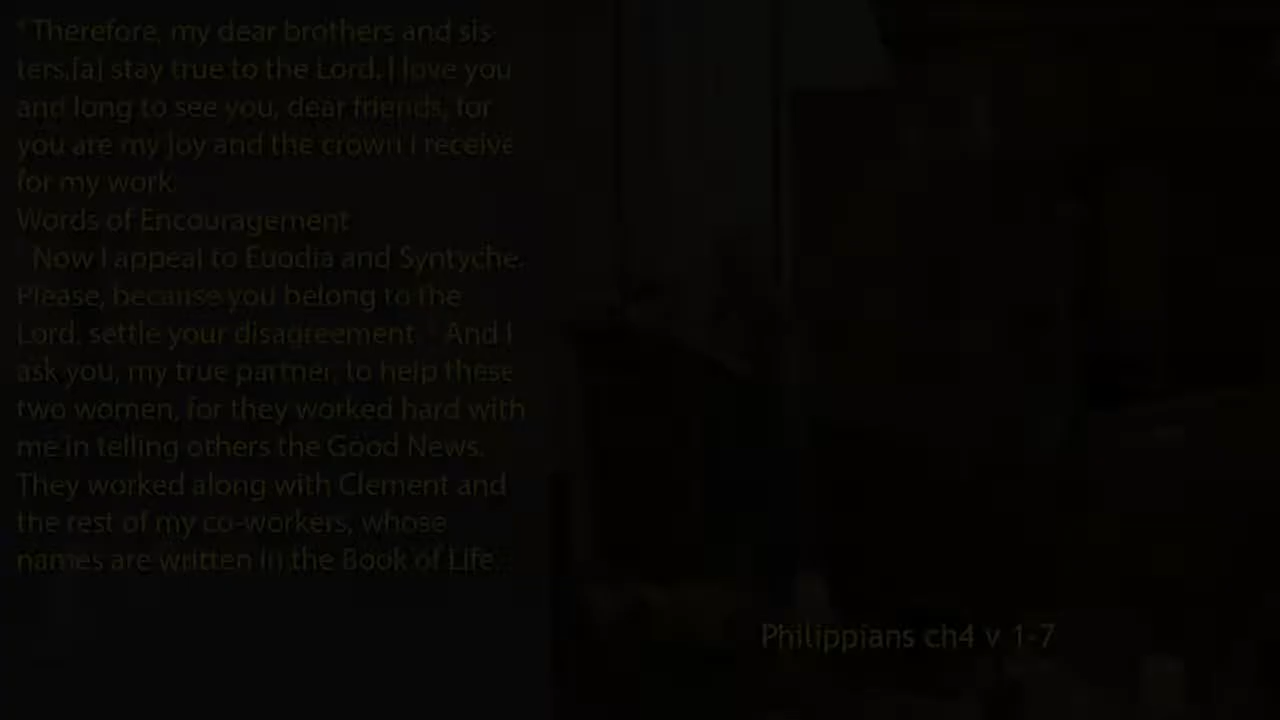 Therefore, my dear brothers and sis
ters,[a] stay true to the Lord. I love you
and long to see you, dear friends, for
you are my joy and the crown I receive
for my work.
Words of Encouragement
Now I appeal to Euodia and Syntyche.
Please, because you belong to the
Lord, settle your disagreement. And I
ask you, my true partner, to help these
two women, for they worked hard with
me in telling others the Good News.
They worked along with Clement and
the rest of my co-workers, whose
names are written in the Book of Life.
Philippians ch4 v 1-7